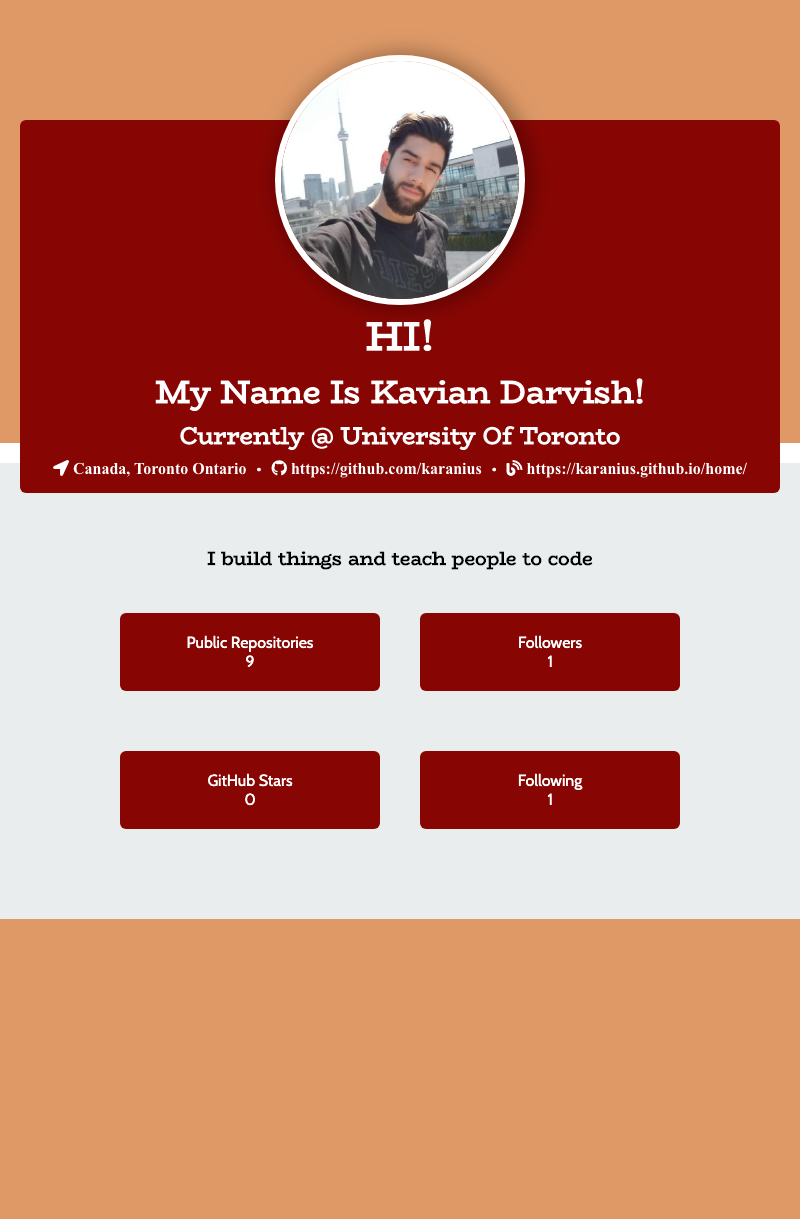 HI!
My Name Is Kavian Darvish!
Currently @ University Of Toronto
Canada, Toronto Ontario • https://github.com/karanius • https://karanius.github.io/home/
I build things and teach people to code
Public Repositories
9
Followers
1
GitHub Stars
0
Following
1